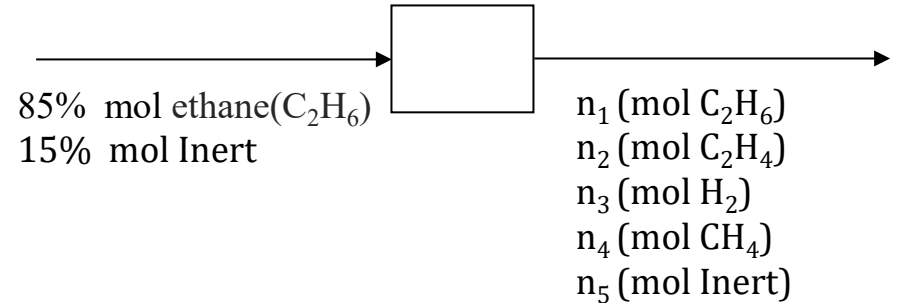 85% mol ethane(C₂H₆)
15% mol Inert
n₁ (mol C₂H₆)
n₂ (mol C₂H₄)
n₃ (mol H₂)
n₄ (mol CH₄)
n₅ (mol Inert)